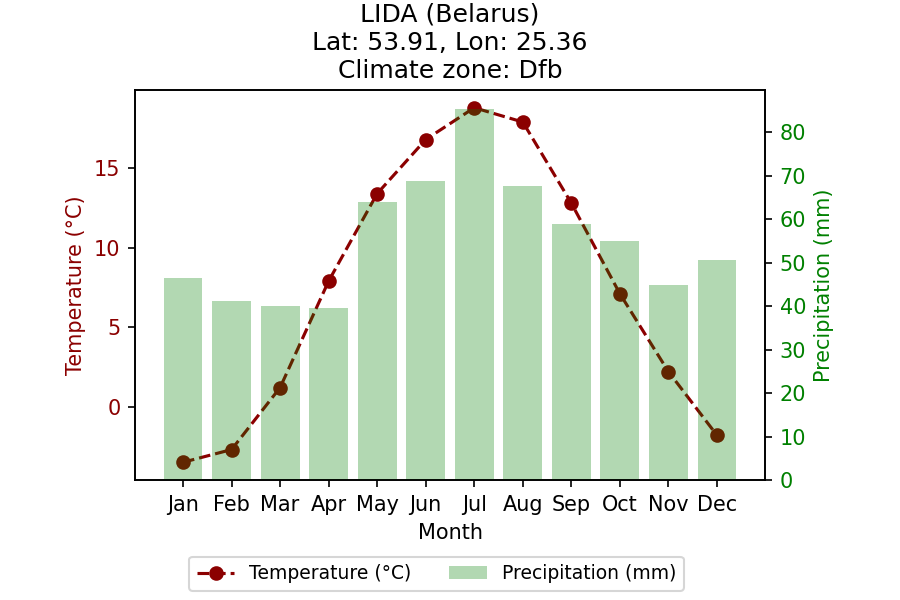 LIDA (Belarus)
Lat: 53.91, Lon: 25.36
Climate zone: Dfb
Temperature (°C)
15
10
5
0
80
70
60
50
40
30
20
10
0
Precipitation (mm)
Jan Feb Mar Apr May Jun Jul Aug Sep Oct Nov Dec
Month
Temperature (°C) Precipitation (mm)